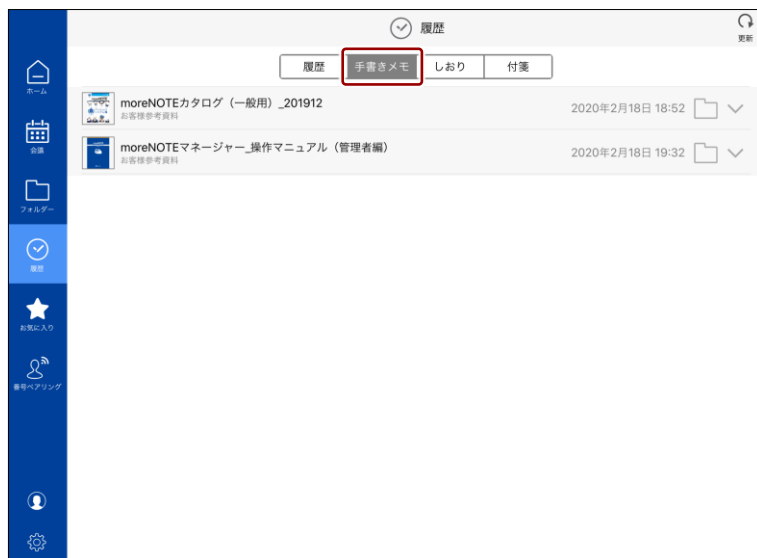 履歴
更新
履歴 手書きメモ しおり 付箋
moreNOTEカタログ（一般用）_201912
お客様参考資料
2020年2月18日 18:52
moreNOTEマネージャー_操作マニュアル（管理者編）
お客様参考資料
2020年2月18日 19:32
ホーム
会議
フォルダー
履歴
お気に入り
番号ペアリング